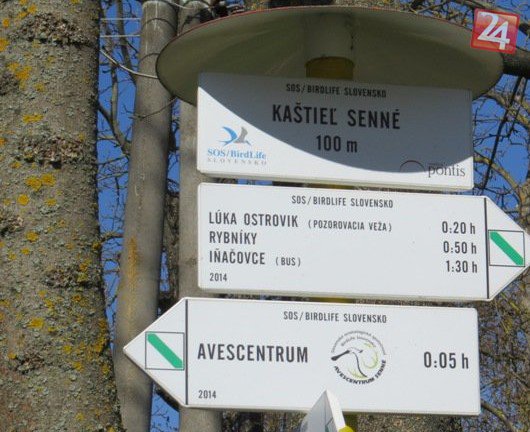 24
SOS/BIRDLIFE SLOVENSKO
KAŠTIEĽ SENNÉ
100 m
SOS/BirdLife
SLOVENSKO
pontis
SOS/BIRDLIFE SLOVENSKO
LÚKA OSTROVIK (POZOROVACIA VEŽA) 0:20 h
RYBNÍKY 0:50 h
IŇAČOVCE (BUS) 1:30 h
2014
SOS/BIRDLIFE SLOVENSKO
AVESCENTRUM 0:05 h
AVESCENTRUM SENNÉ
2014